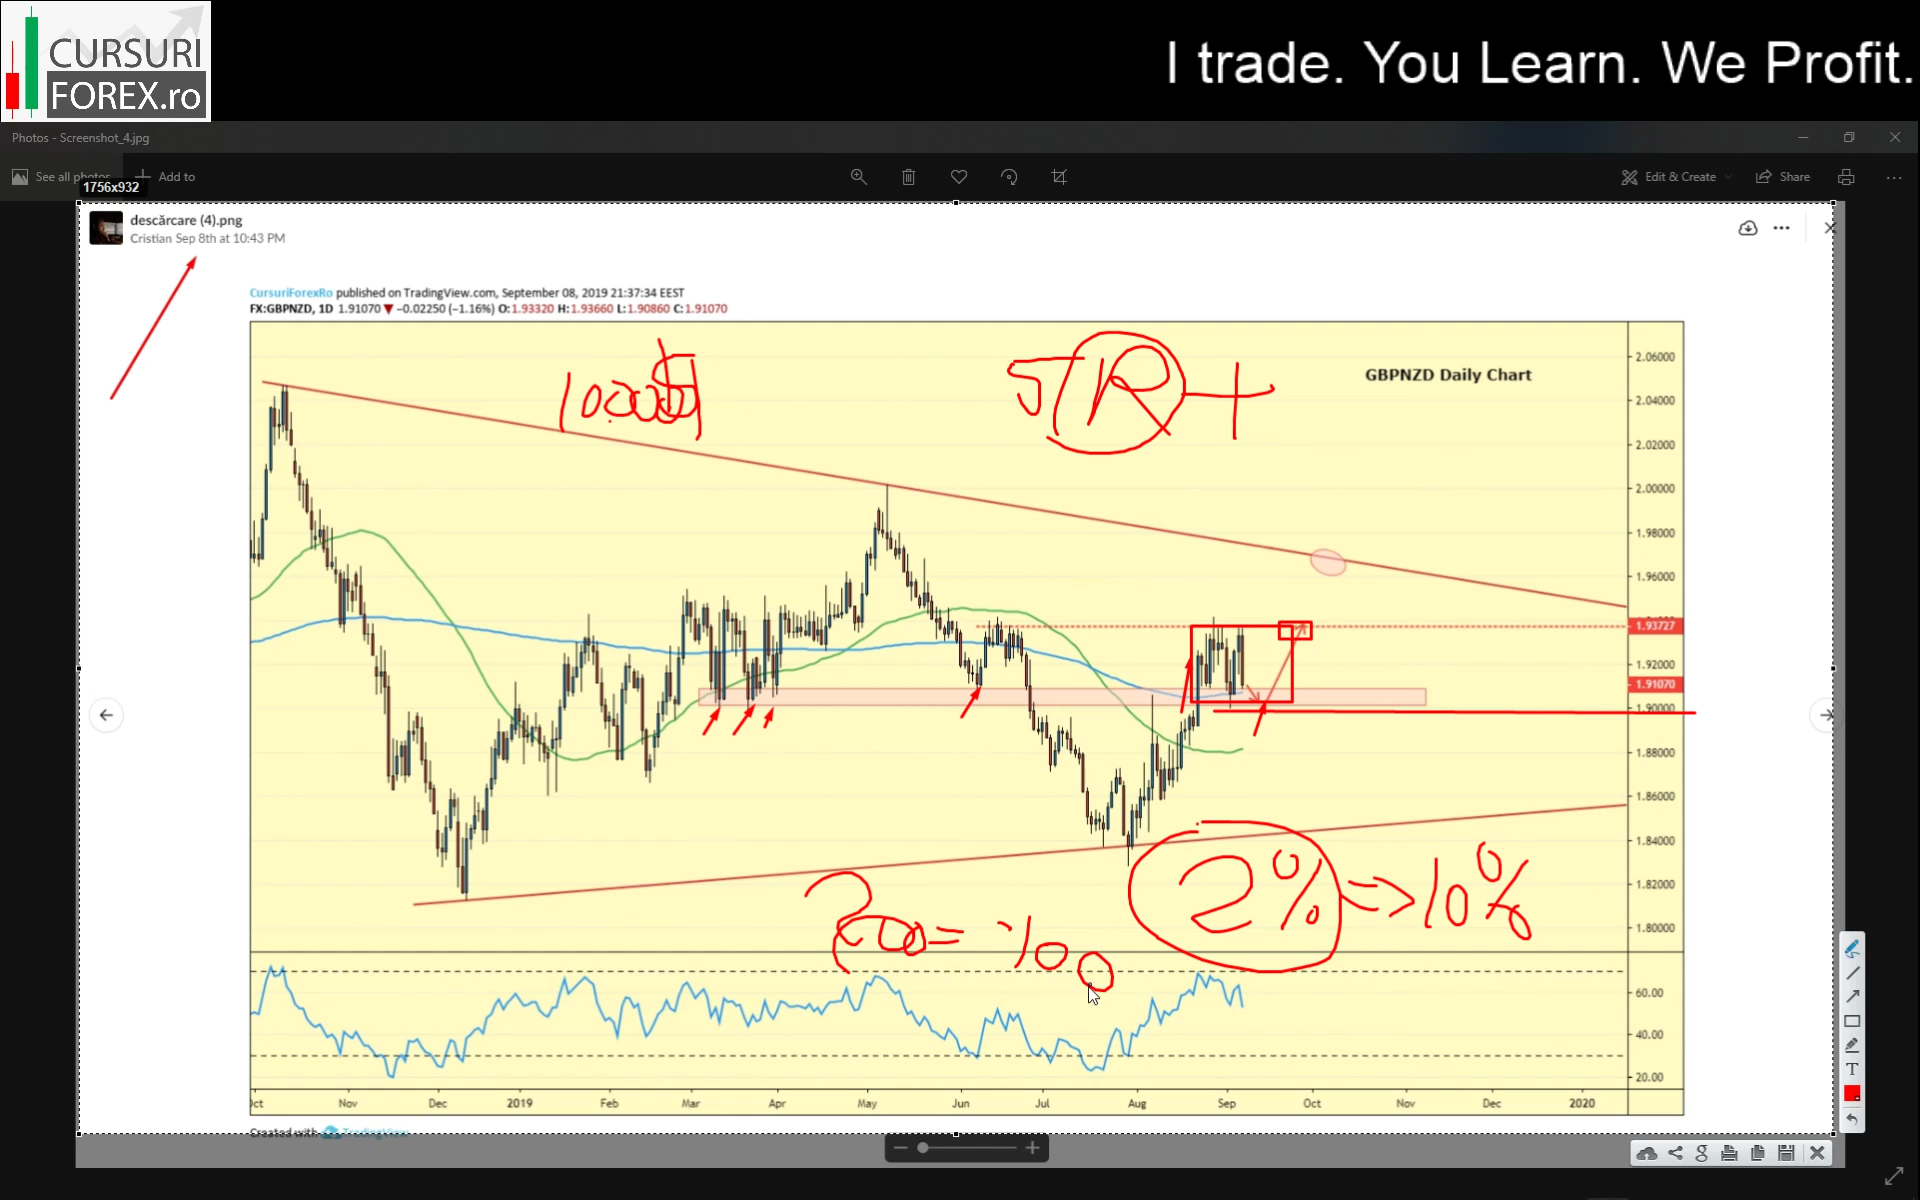 CURSURI
FOREX.ro
I trade. You Learn. We Profit.
Photos - Screenshot_4.jpg
See all photos
Add to
Edit & Create
Share
1756x932
descărcare (4).png
Cristian Sep 8th at 10:43 PM
CursuriForexRo published on TradingView.com, September 08, 2019 21:37:34 EEST
FX:GBPNZD, 1D 1.91070 ▼ −0.02250 (−1.16%) O:1.93320 H:1.93660 L:1.90860 C:1.91070
GBPNZD Daily Chart
5R+
2.06000
2.04000
2.02000
2.00000
1.98000
1.96000
1.93727
1.92000
1.91070
1.90000
1.88000
1.86000
1.84000
1.82000
1.80000
2% => 10%
60.00
40.00
20.00
Oct Nov Dec 2019 Feb Mar Apr May Jun Jul Aug Sep Oct Nov Dec 2020
Created with TradingView
T
g